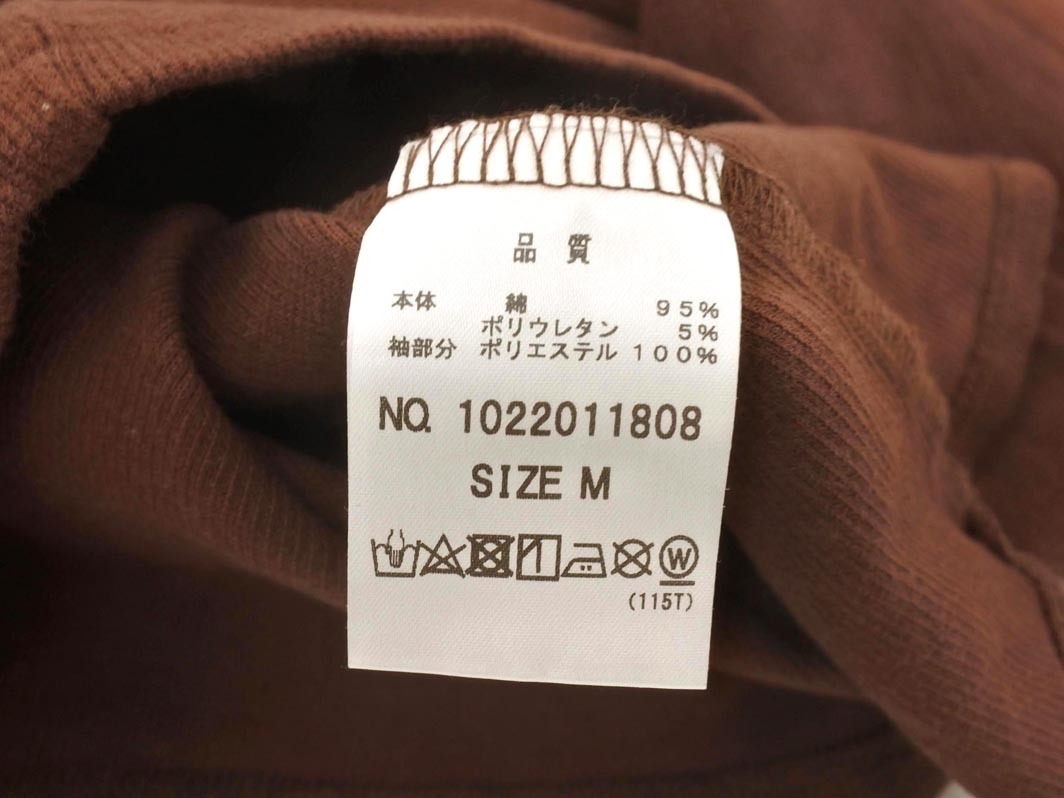 品質
本体 綿 95%
ポリウレタン 5%
袖部分 ポリエステル 100%
NO. 1022011808
SIZE M
W
(115T)